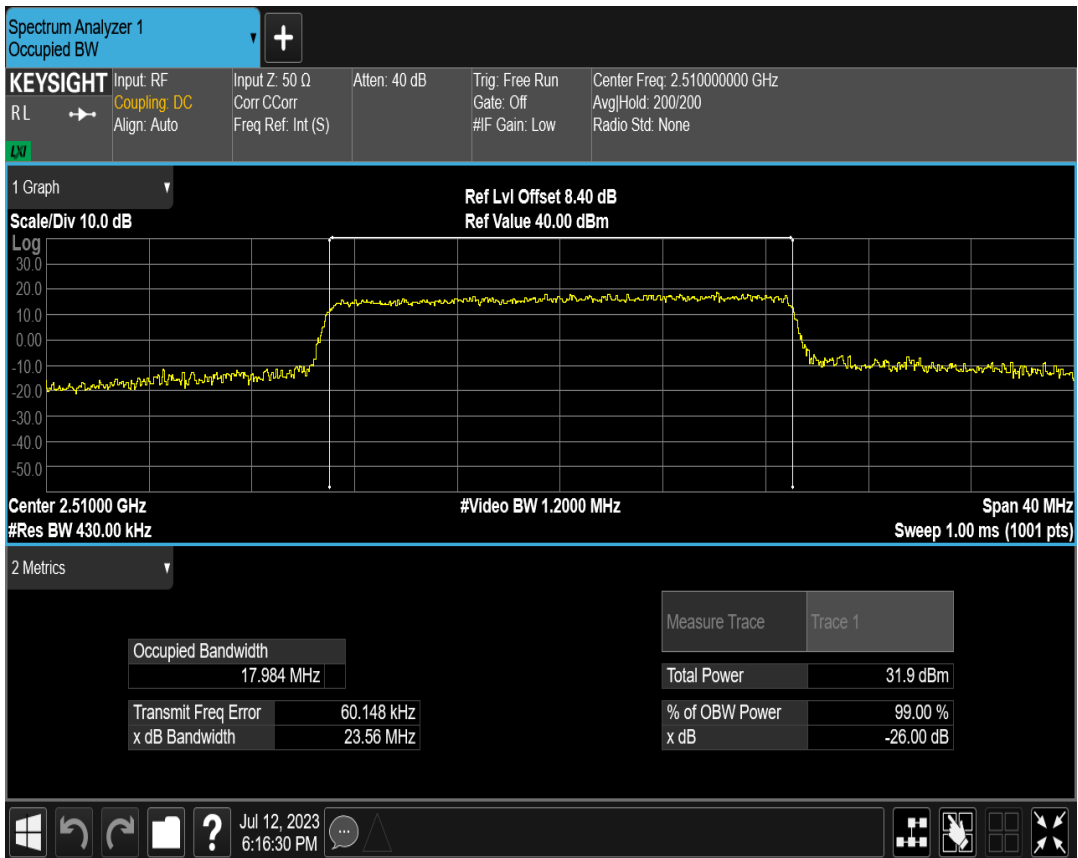 Spectrum Analyzer 1
Occupied BW
KEYSIGHT
RL
LXI
Input: RF
Coupling: DC
Align: Auto
Input Z: 50 Ω
Corr CCorr
Freq Ref: Int (S)
Atten: 40 dB
Trig: Free Run
Gate: Off
#IF Gain: Low
Center Freq: 2.510000000 GHz
Avg|Hold: 200/200
Radio Std: None
1 Graph
Scale/Div 10.0 dB
Ref Lvl Offset 8.40 dB
Ref Value 40.00 dBm
Log
30.0
20.0
10.0
0.00
-10.0
-20.0
-30.0
-40.0
-50.0
Center 2.51000 GHz
#Video BW 1.2000 MHz
Span 40 MHz
#Res BW 430.00 kHz
Sweep 1.00 ms (1001 pts)
2 Metrics
Measure Trace Trace 1
Occupied Bandwidth
17.984 MHz
Total Power 31.9 dBm
Transmit Freq Error 60.148 kHz
% of OBW Power 99.00 %
x dB Bandwidth 23.56 MHz
x dB -26.00 dB
?
Jul 12, 2023
6:16:30 PM